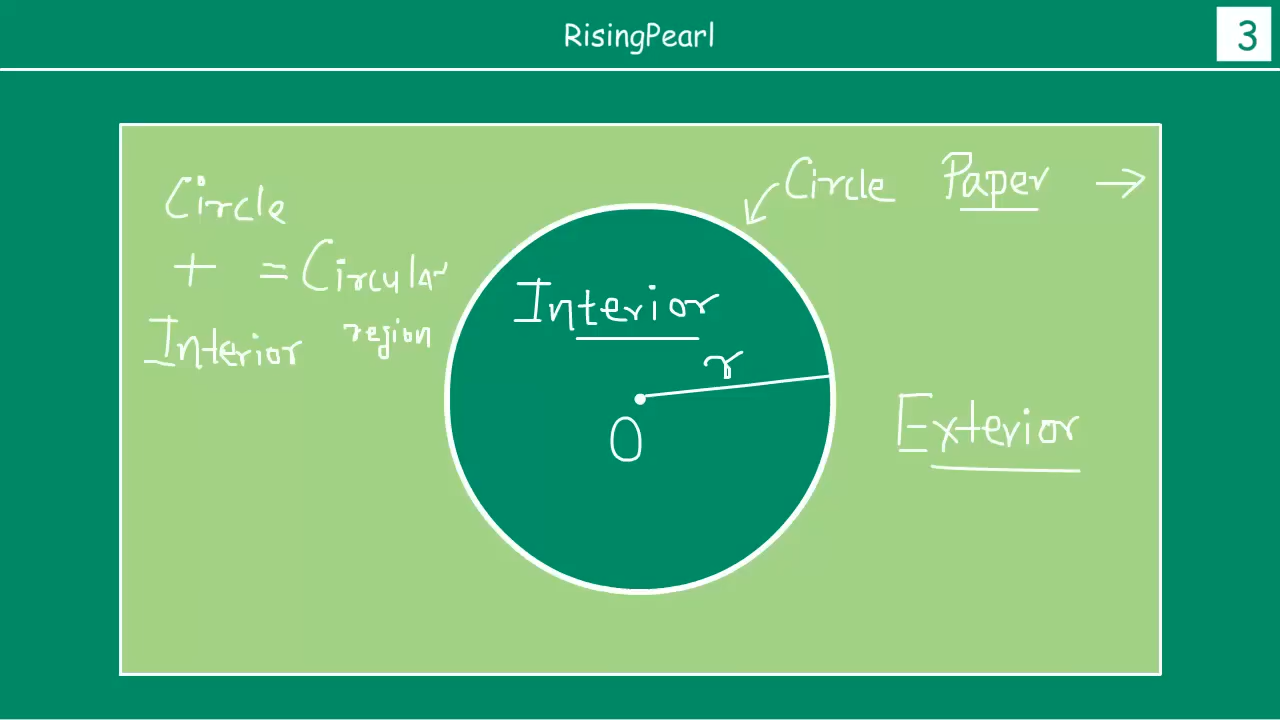 RisingPearl
3
Circle Paper →
Circle
+ = Circular
region
Interior
Interior
r
O
Exterior